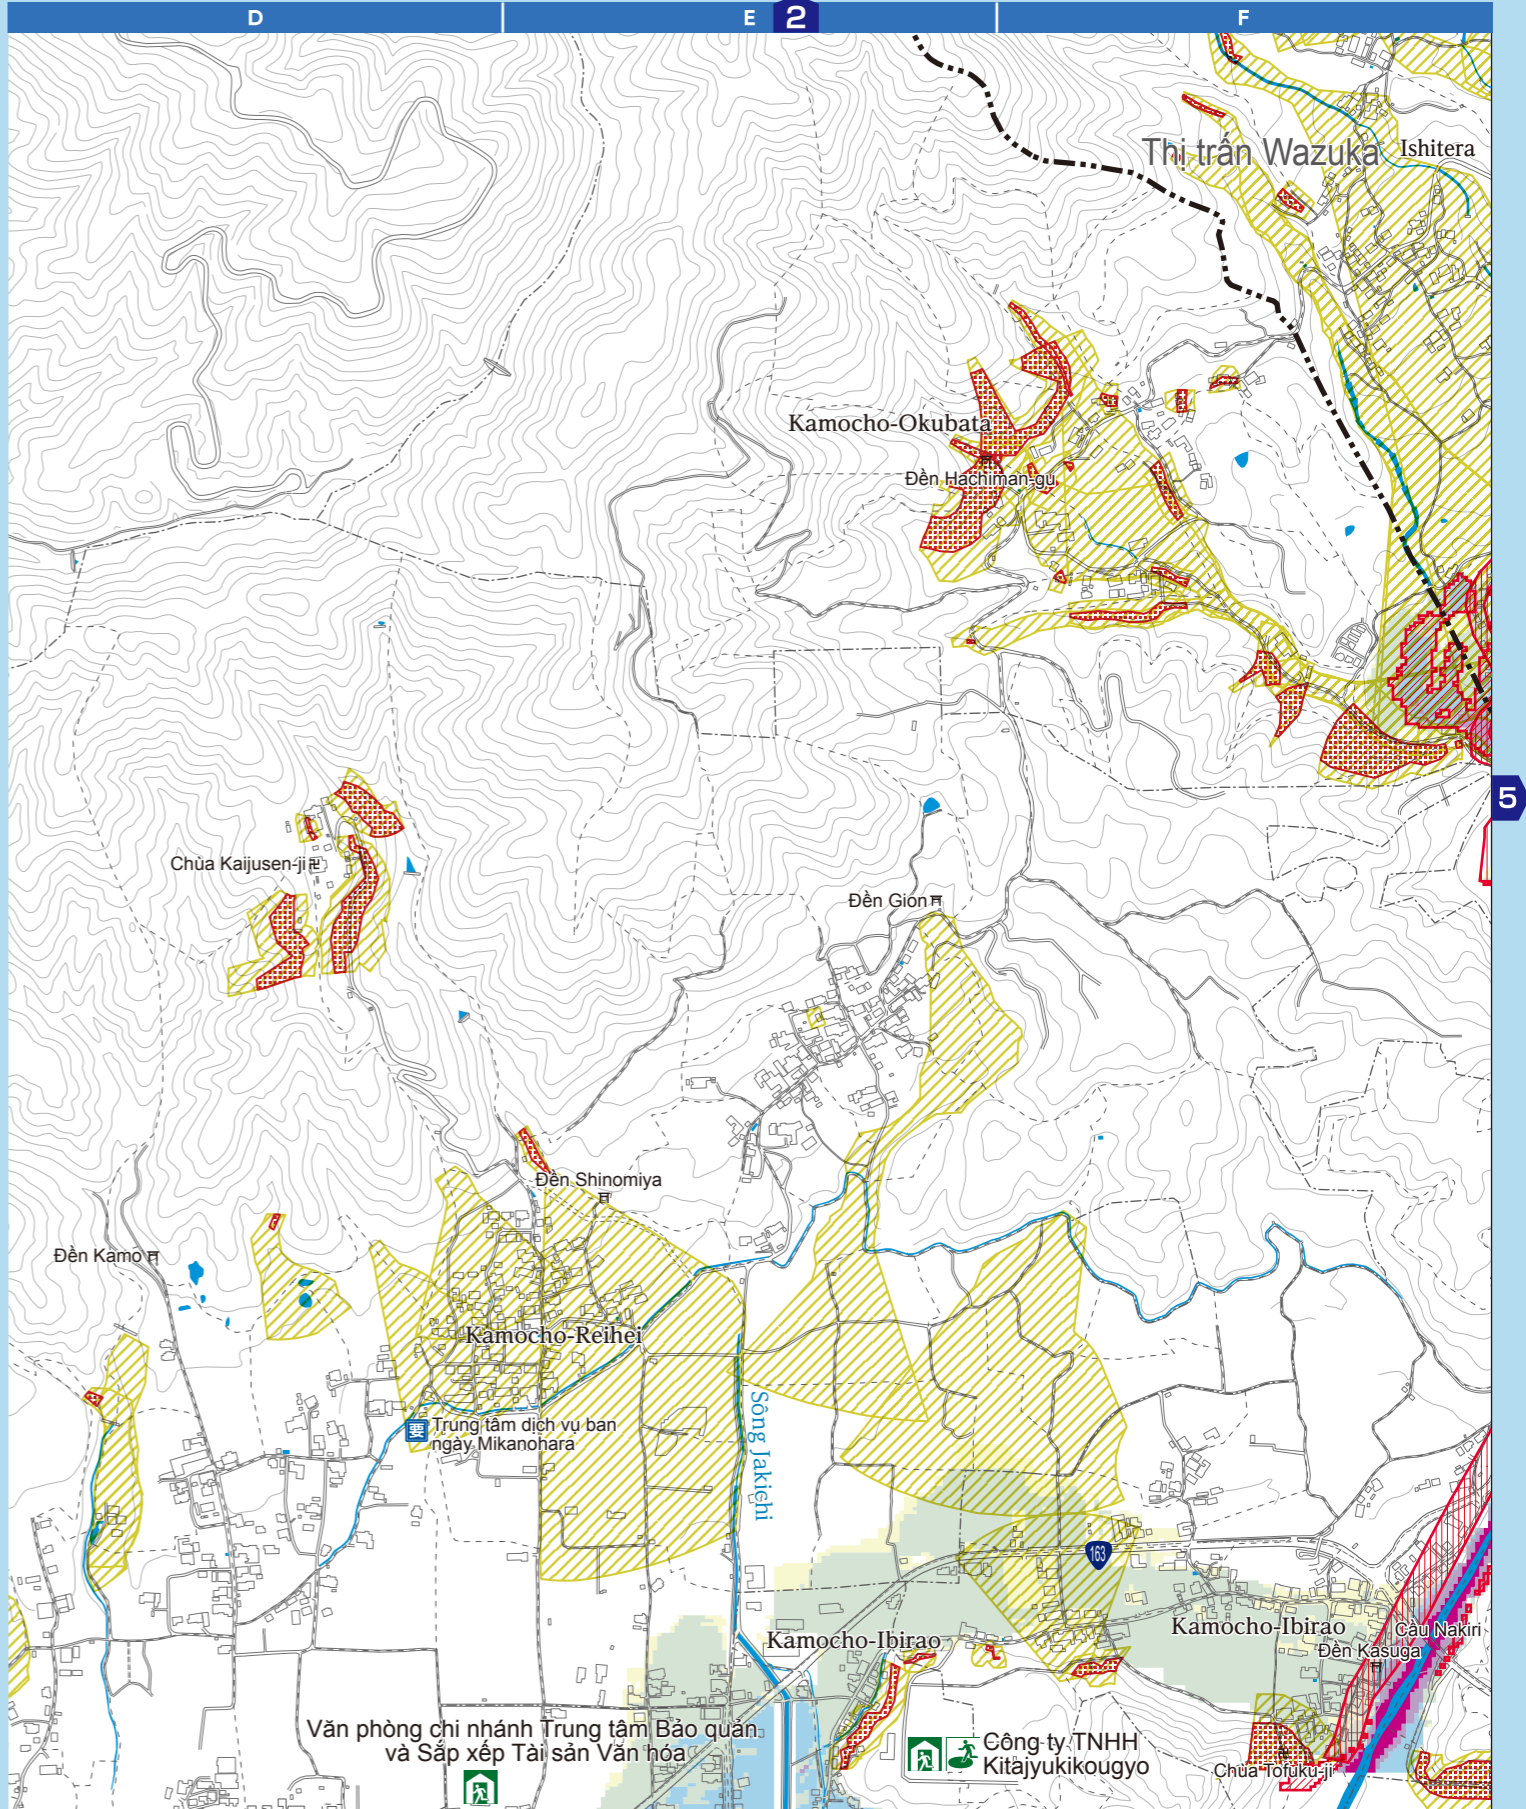 D
E
2
F
Thị trấn Wazuka
Ishitera
Kamocho-Okubata
Đền Hachiman-gu
5
Chùa Kaijusen-ji
Đền Gion
Đền Shinomiya
Đền Kamo
Kamocho-Reihei
Trung tâm dịch vụ ban
ngày Mikanohara
要
Sông Jakichi
163
Kamocho-Ibirao
Kamocho-Ibirao
Cầu Nakiri
Đền Kasuga
Văn phòng chi nhánh Trung tâm Bảo quản
và Sắp xếp Tài sản Văn hóa
Công ty TNHH
Kitajyukikougyo
Chùa Tofuku-ji